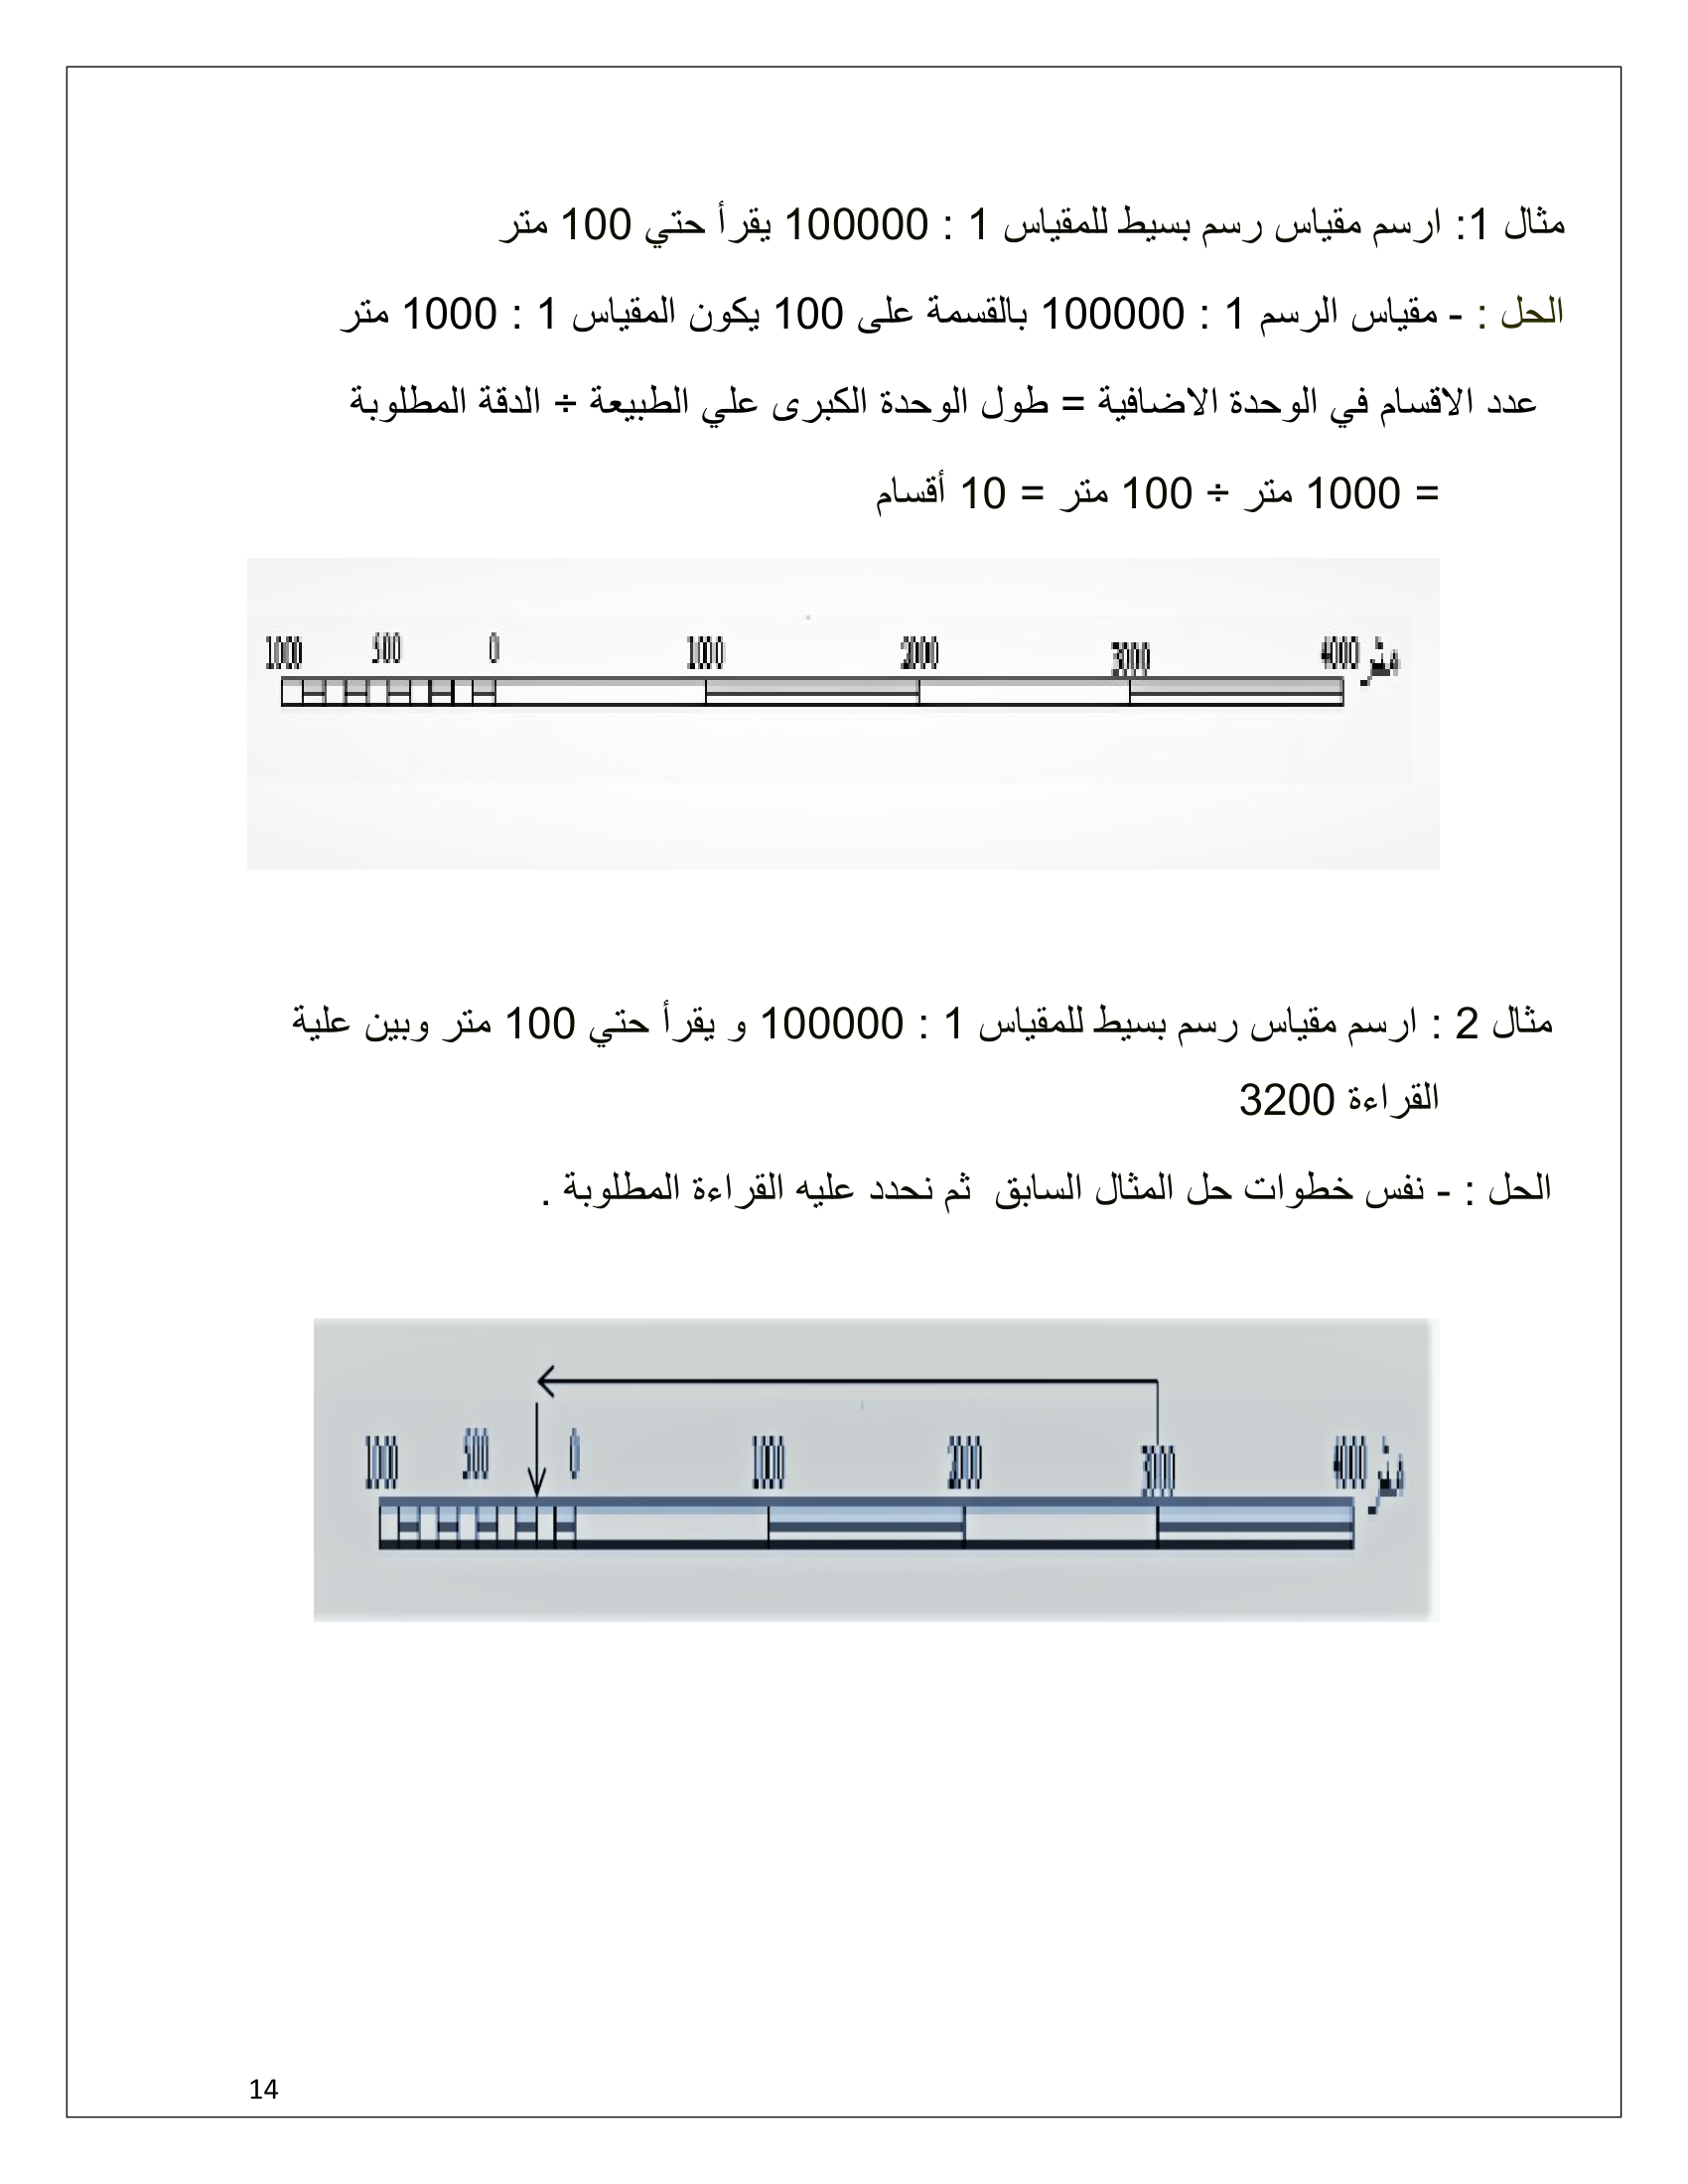 مثال 1: ارسم مقياس رسم بسيط للمقياس 1 : 100000 يقرأ حتي 100 متر
الحل : - مقياس الرسم 1 : 100000 بالقسمة على 100 يكون المقياس 1 : 1000 متر
عدد الاقسام في الوحدة الاضافية = طول الوحدة الكبرى علي الطبيعة ÷ الدقة المطلوبة
= 1000 متر ÷ 100 متر = 10 أقسام
1000 500 0 1000 2000 3000 4000 متر
مثال 2 : ارسم مقياس رسم بسيط للمقياس 1 : 100000 و يقرأ حتي 100 متر وبين علية
القراءة 3200
الحل : - نفس خطوات حل المثال السابق ثم نحدد عليه القراءة المطلوبة .
1000 500 0 1000 2000 3000 4000 متر
14